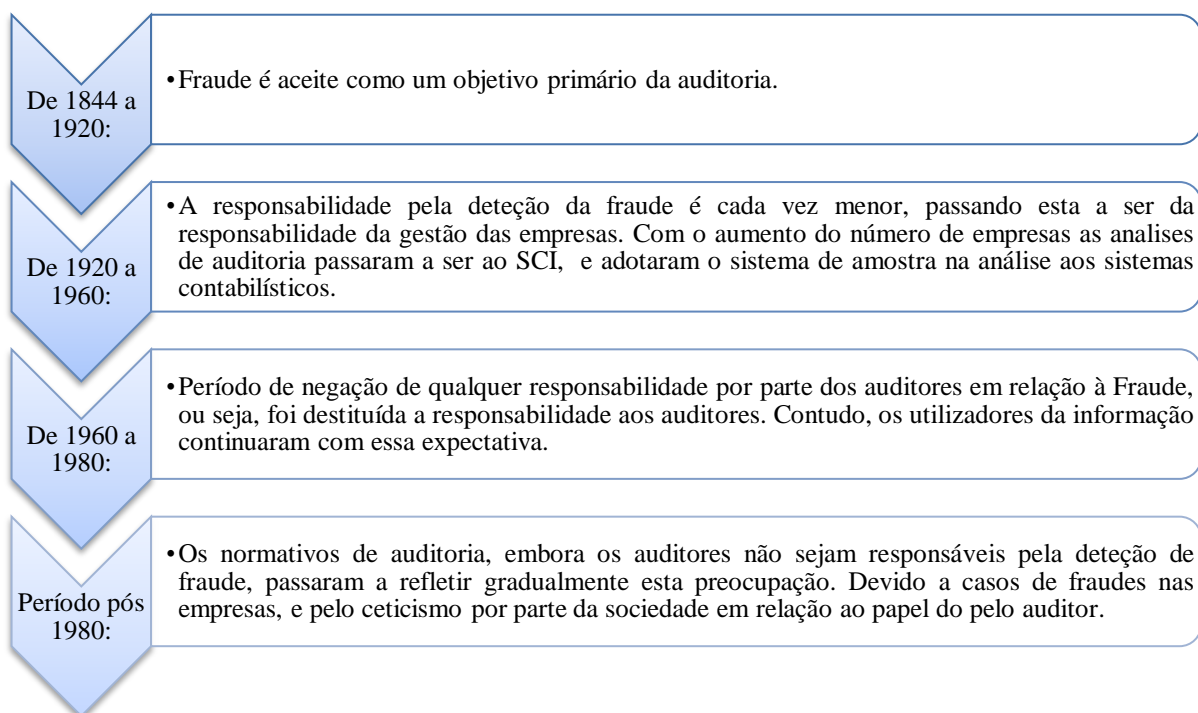 De 1844 a
1920:
•Fraude é aceite como um objetivo primário da auditoria.
De 1920 a
1960:
•A responsabilidade pela deteção da fraude é cada vez menor, passando esta a ser da
responsabilidade da gestão das empresas. Com o aumento do número de empresas as analises
de auditoria passaram a ser ao SCI, e adotaram o sistema de amostra na análise aos sistemas
contabilísticos.
De 1960 a
1980:
•Período de negação de qualquer responsabilidade por parte dos auditores em relação à Fraude,
ou seja, foi destituída a responsabilidade aos auditores. Contudo, os utilizadores da informação
continuaram com essa expectativa.
Período pós
1980:
•Os normativos de auditoria, embora os auditores não sejam responsáveis pela deteção de
fraude, passaram a refletir gradualmente esta preocupação. Devido a casos de fraudes nas
empresas, e pelo ceticismo por parte da sociedade em relação ao papel do pelo auditor.